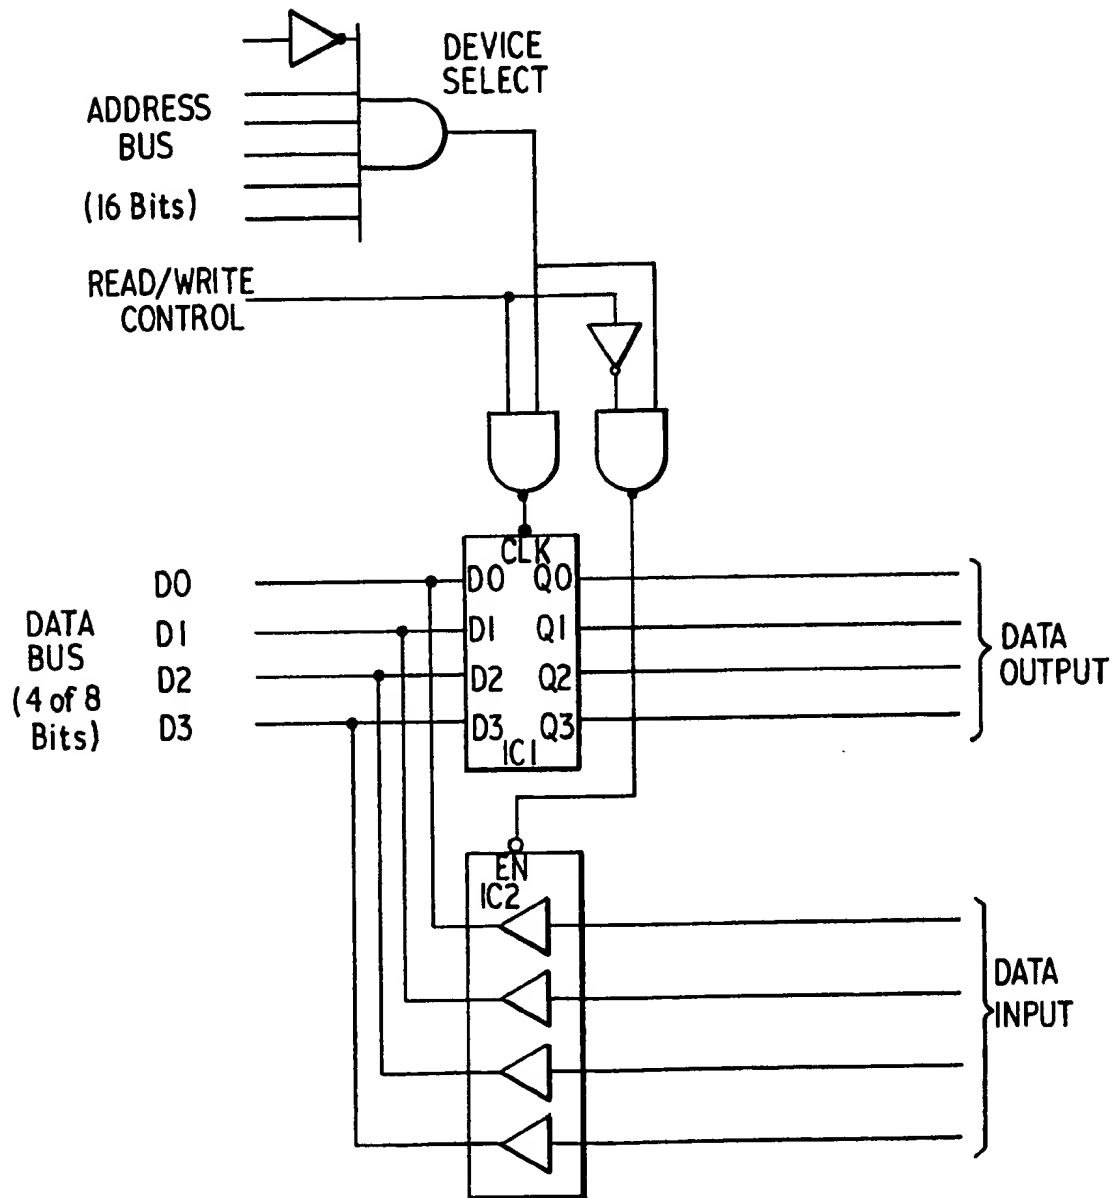 DEVICE
SELECT
ADDRESS
BUS
(16 Bits)
READ/WRITE
CONTROL
CLK
D0
D0
Q0
DATA
BUS
(4 of 8
Bits)
D1
D1
Q1
D2
D2
Q2
D3
D3
Q3
IC1
DATA
OUTPUT
EN
IC2
DATA
INPUT